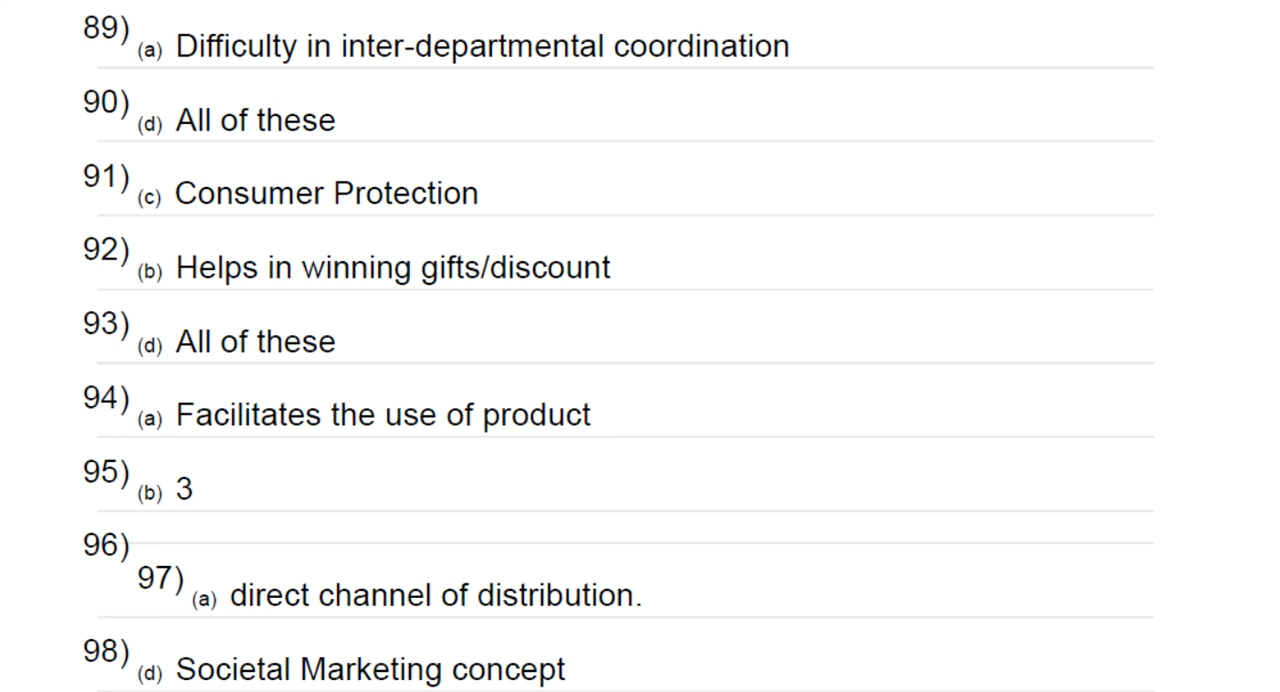 89) (a) Difficulty in inter-departmental coordination
90) (d) All of these
91) (c) Consumer Protection
92) (b) Helps in winning gifts/discount
93) (d) All of these
94) (a) Facilitates the use of product
95) (b) 3
96)
97) (a) direct channel of distribution.
98) (d) Societal Marketing concept